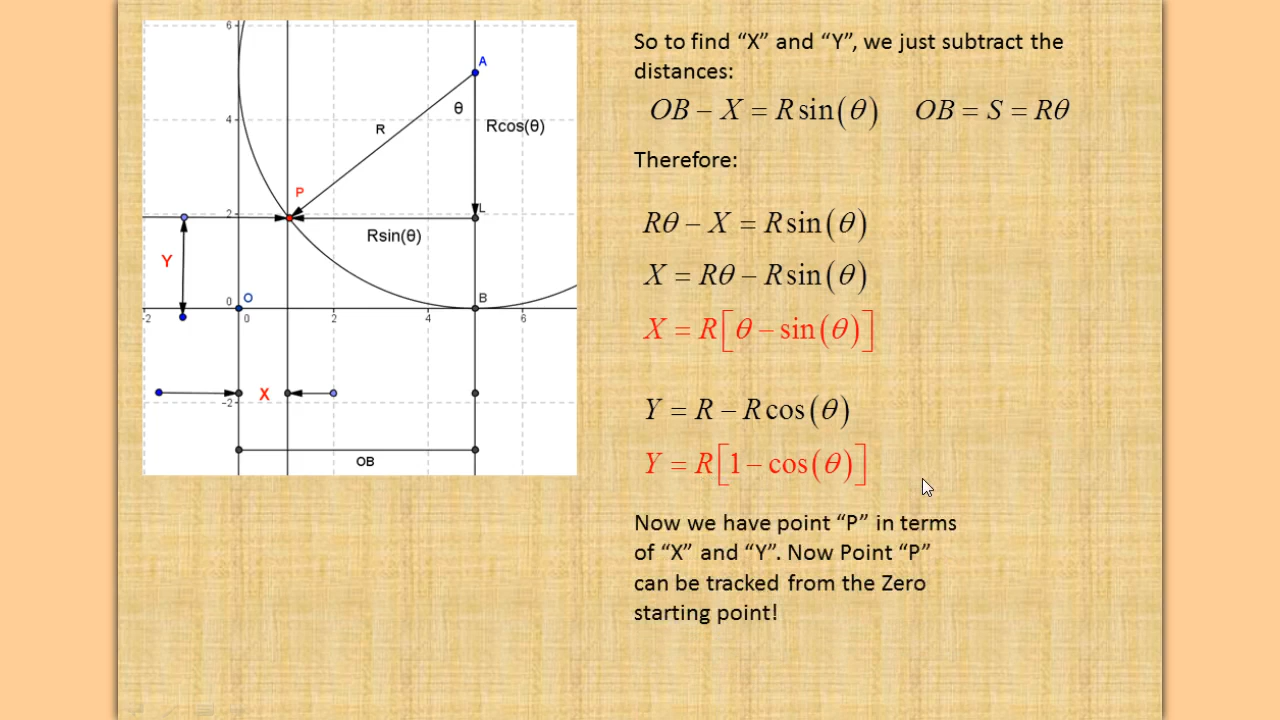 So to find “X” and “Y”, we just subtract the
distances:
OB − X = R sin(θ) OB = S = Rθ
Therefore:
Rθ − X = R sin(θ)
X = Rθ − R sin(θ)
X = R[θ − sin(θ)]
Y = R − R cos(θ)
Y = R[1 − cos(θ)]
Now we have point “P” in terms
of “X” and “Y”. Now Point “P”
can be tracked from the Zero
starting point!
6
A
θ
4
R
Rcos(θ)
P
2
L
Rsin(θ)
Y
0
O
B
-2
0
2
4
6
X
-2
OB